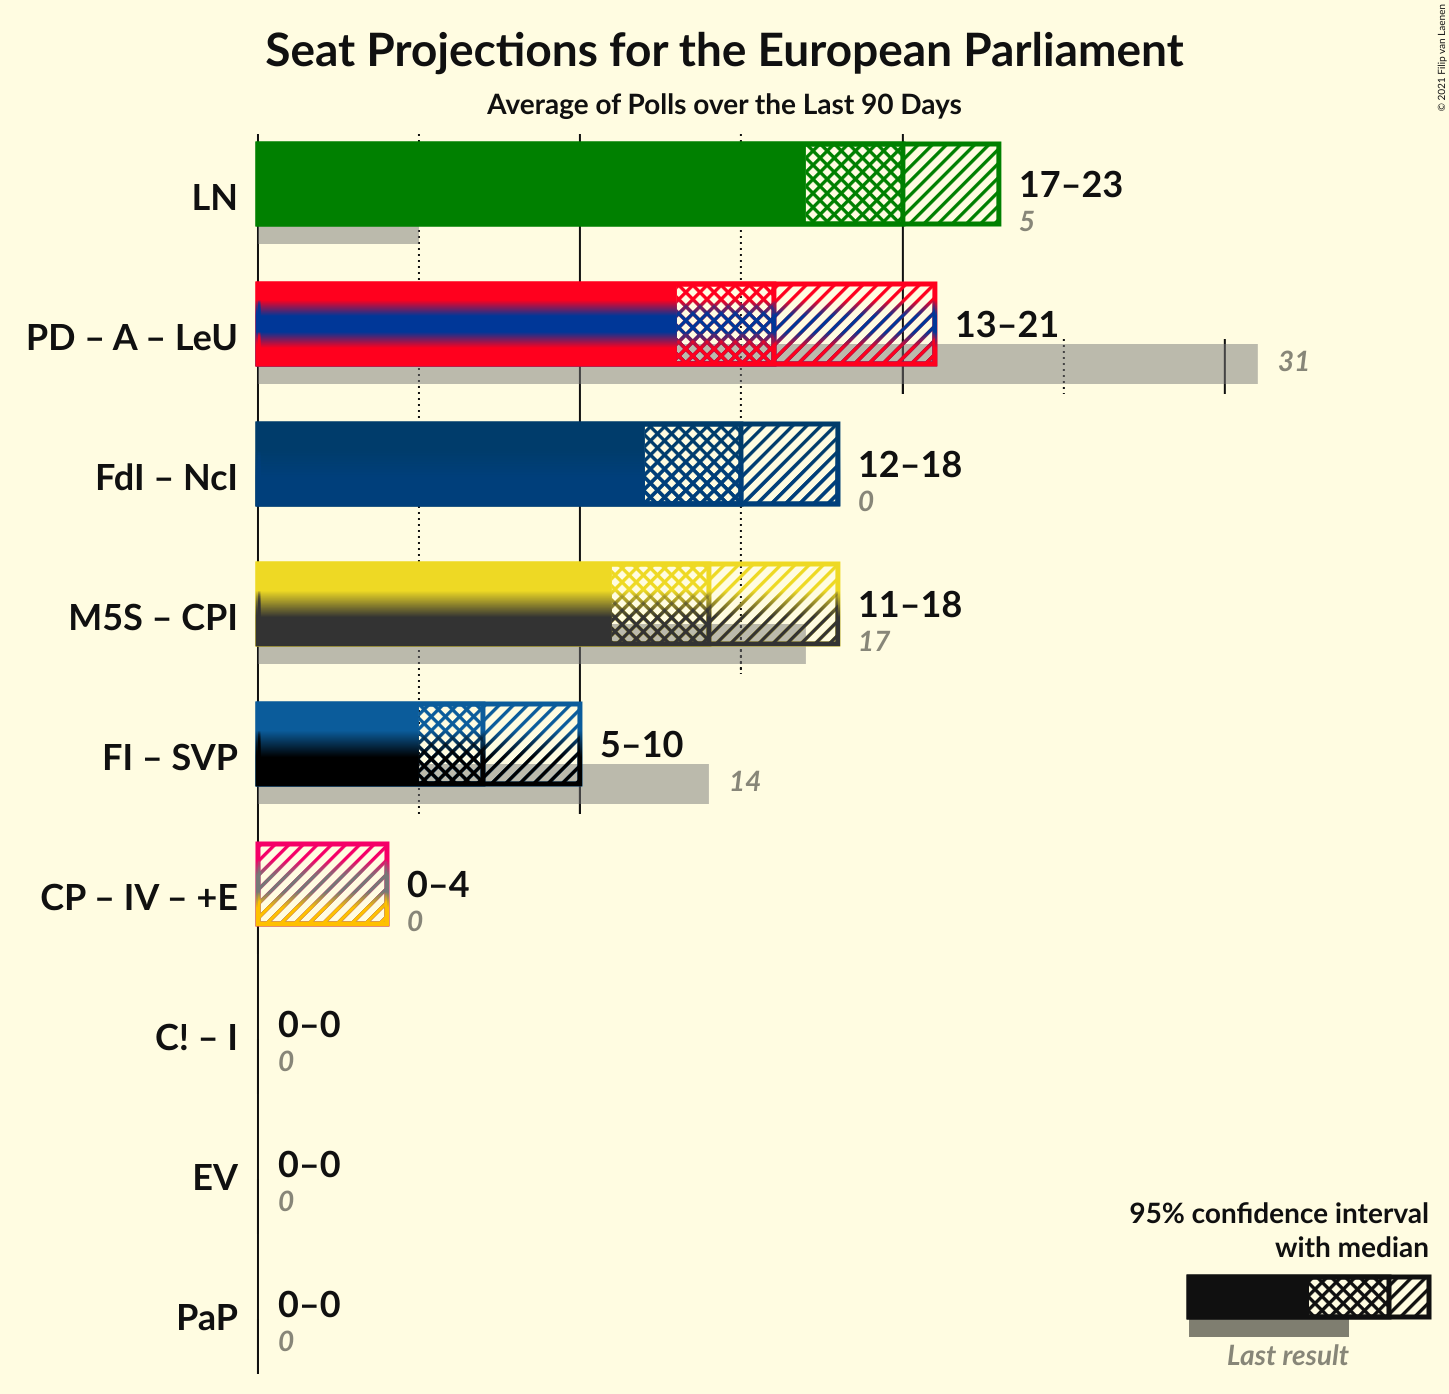 Seat Projections for the European Parliament
Average of Polls over the Last 90 Days
© 2021 Filip van Laenen
LN
17–23
5
PD – A – LeU
13–21
31
FdI – NcI
12–18
0
M5S – CPI
11–18
17
FI – SVP
5–10
14
CP – IV – +E
0–4
0
C! – I
0–0
0
EV
0–0
0
PaP
0–0
0
95% confidence interval
with median
Last result